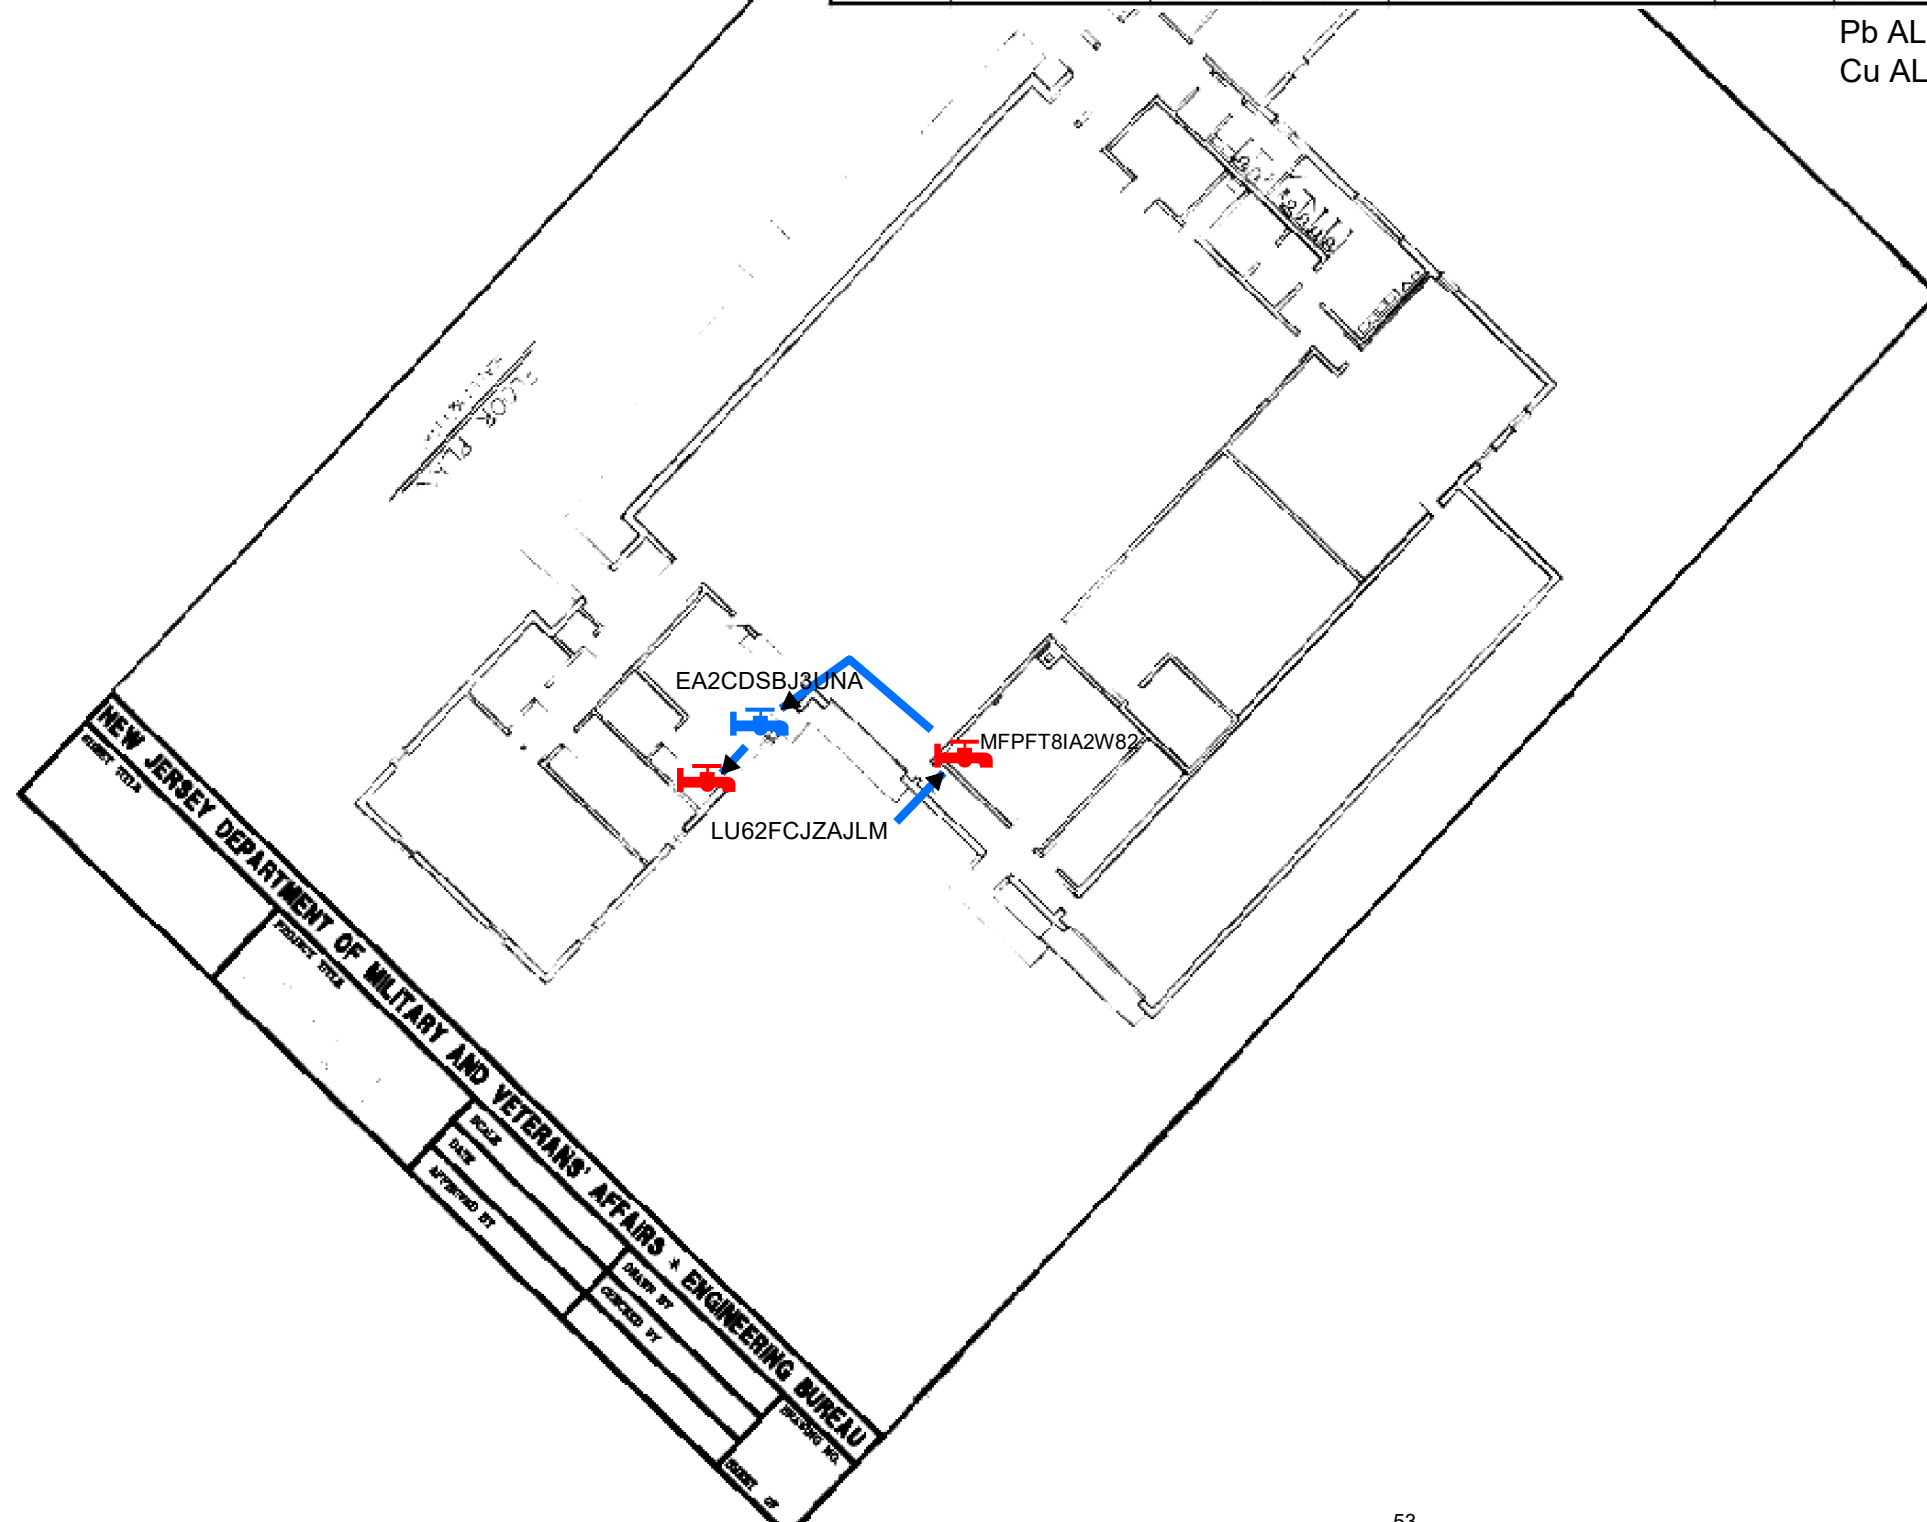 Pb AL
Cu AL
FLOOR PLAN
EA2CDSBJ3UNA
MFPFT8IA2W82
LU62FCJZAJLM
NEW JERSEY DEPARTMENT OF MILITARY AND VETERANS' AFFAIRS * ENGINEERING BUREAU
SHEET TITLE
PROJECT TITLE
SCALE
DATE
APPROVED BY
DRAWN BY
CHECKED BY
DRAWING NO.
SHEET OF
53